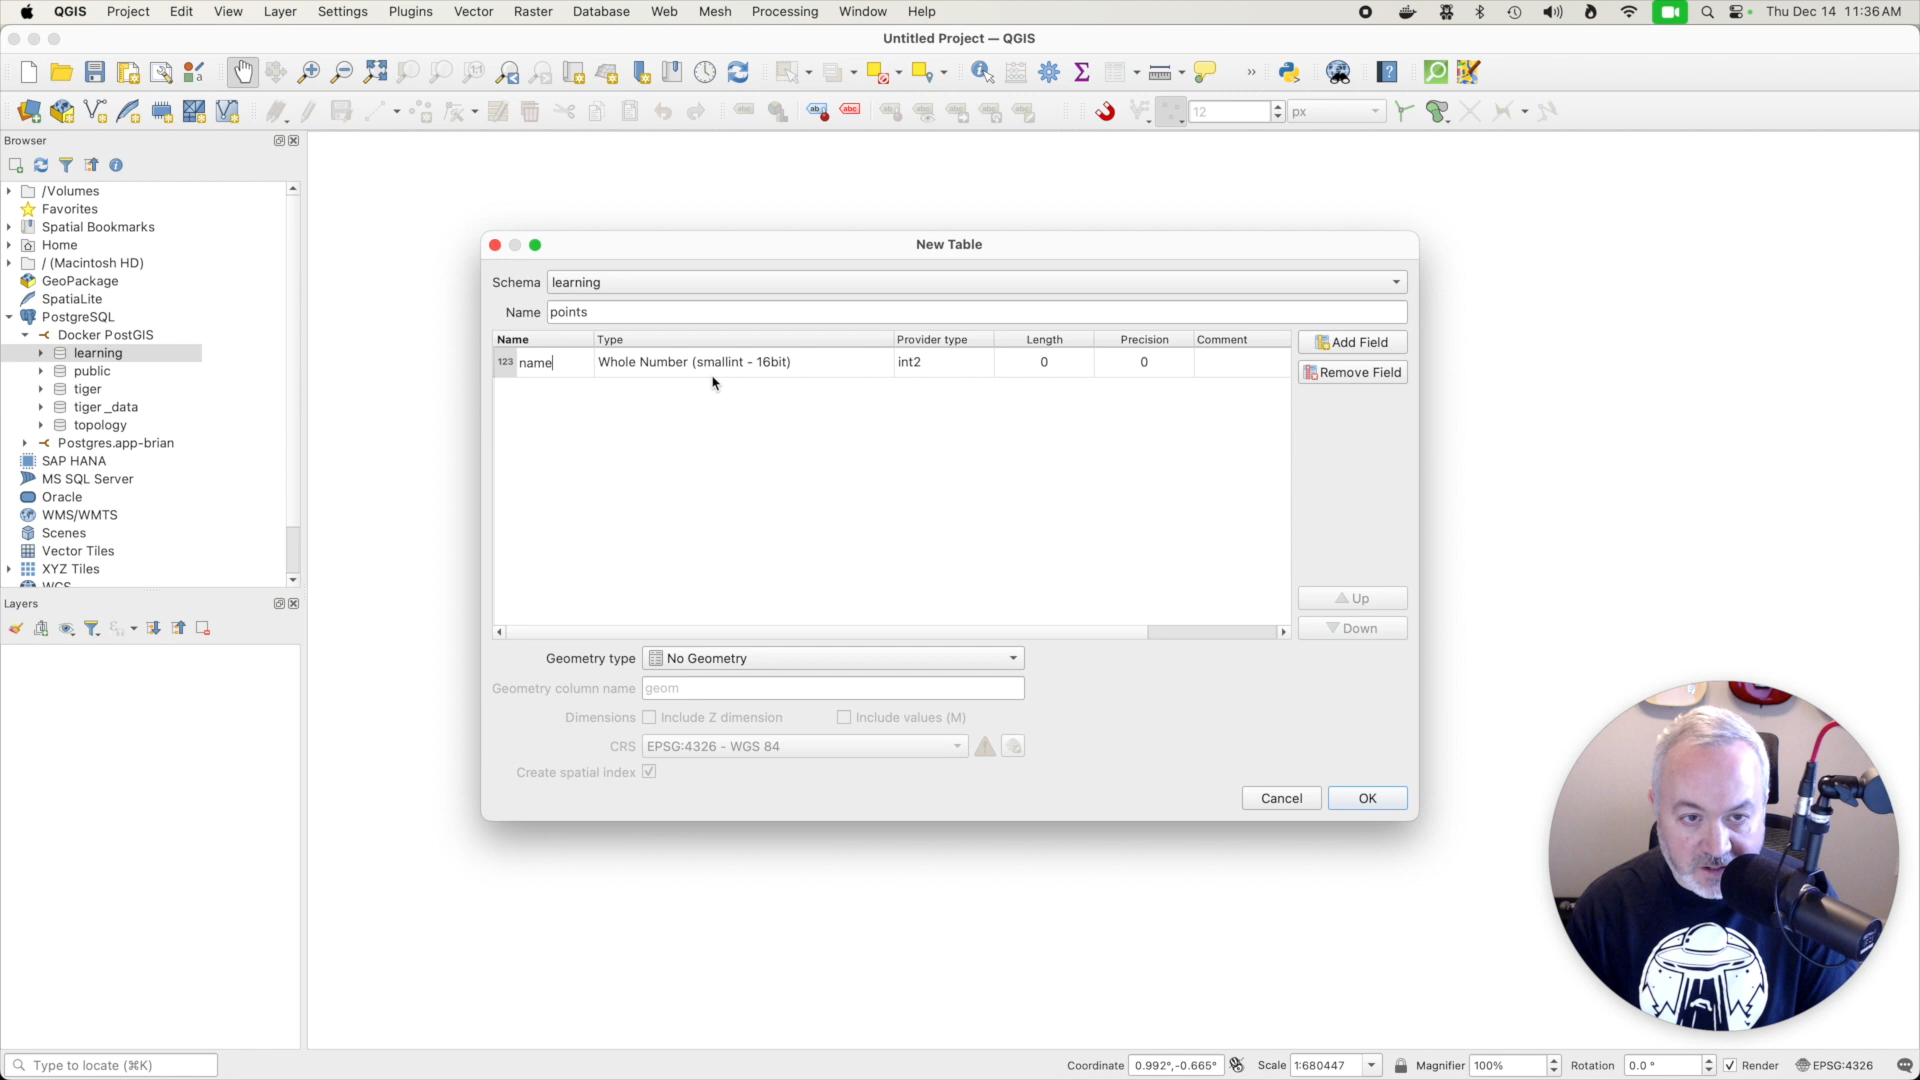 QGIS Project Edit View Layer Settings Plugins Vector Raster Database Web Mesh Processing Window Help Thu Dec 14 11:36 AM
Untitled Project — QGIS
12 px
Browser
/Volumes
Favorites
Spatial Bookmarks
Home
/ (Macintosh HD)
GeoPackage
SpatiaLite
PostgreSQL
Docker PostGIS
learning
public
tiger
tiger_data
topology
Postgres.app-brian
SAP HANA
MS SQL Server
Oracle
WMS/WMTS
Scenes
Vector Tiles
XYZ Tiles
WCS
Layers
New Table
Schema learning
Name points
Name Type Provider type Length Precision Comment
123 name Whole Number (smallint - 16bit) int2 0 0
Add Field
Remove Field
Up
Down
Geometry type No Geometry
Geometry column name geom
Dimensions Include Z dimension Include values (M)
CRS EPSG:4326 - WGS 84
Create spatial index
Cancel OK
Type to locate (⌘K) Coordinate 0.992°,-0.665° Scale 1:680447 Magnifier 100% Rotation 0.0 ° Render EPSG:4326